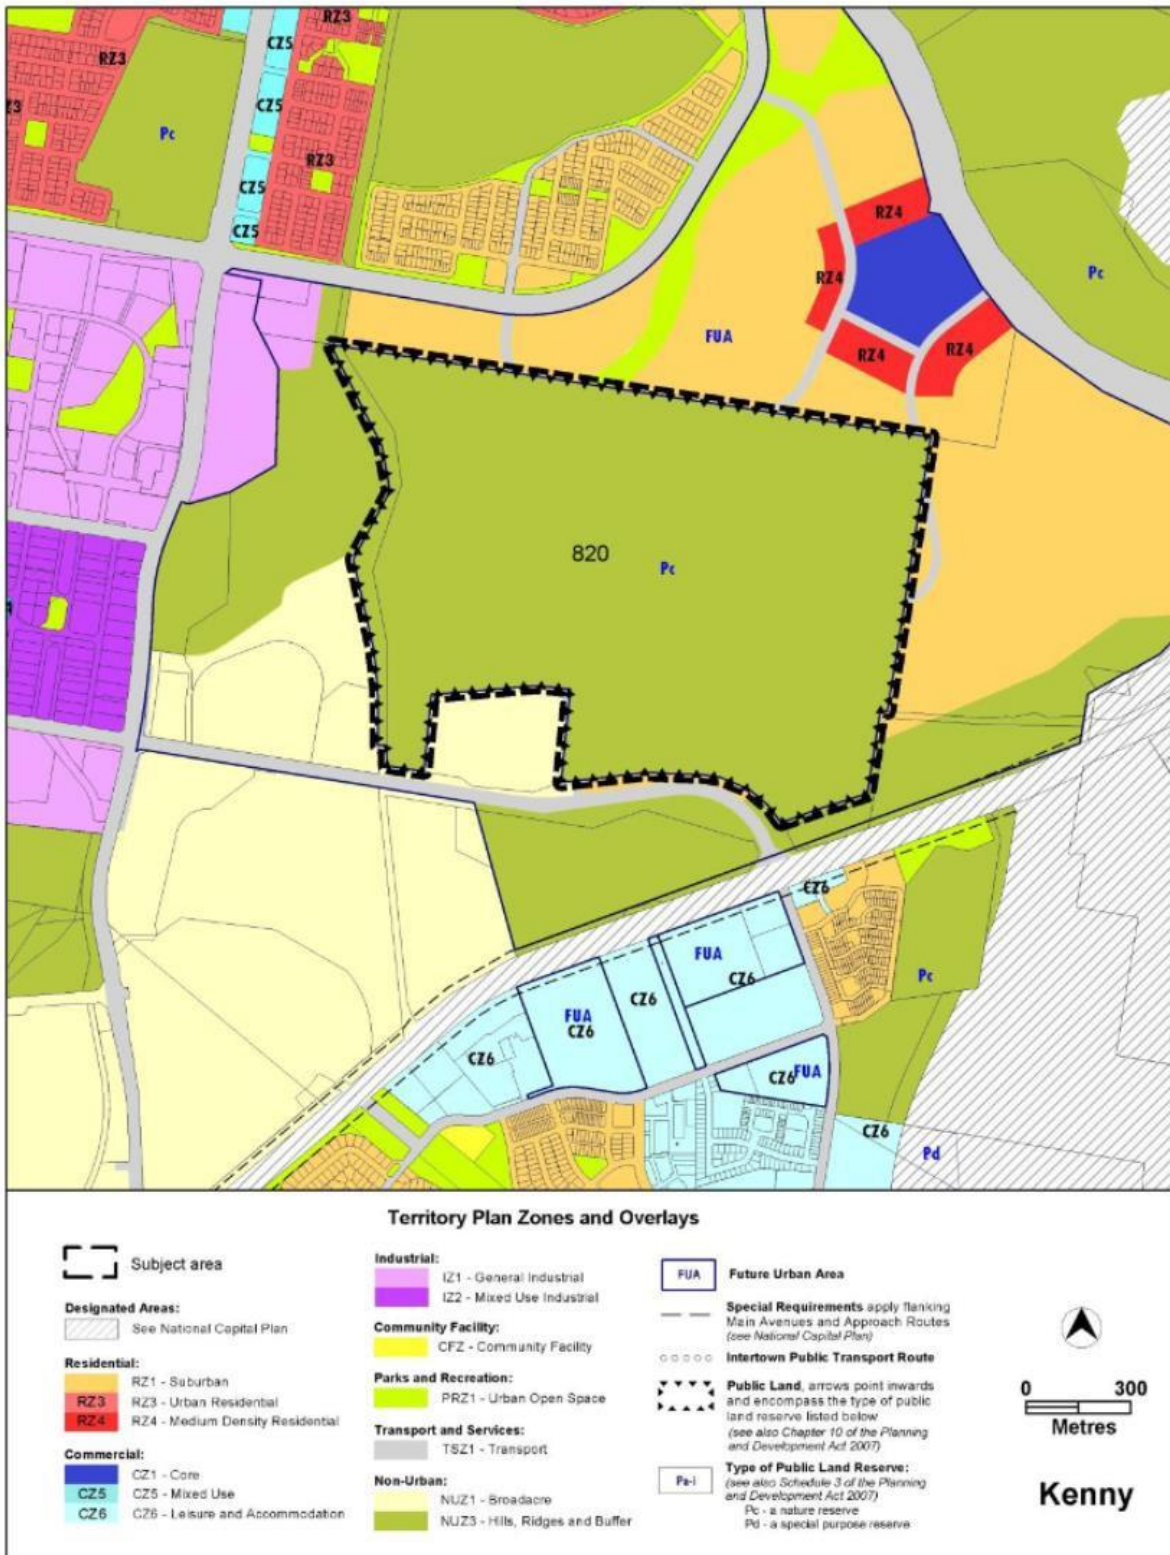 RZ3
CZ5
RZ3
RZ3
CZ5
Pc
RZ3
CZ5
RZ4
CZ5
RZ4
Pc
FUA
RZ4
RZ4
820
Pc
CZ6
FUA
CZ6
Pc
CZ6
FUA
CZ6
CZ6
CZ6
FUA
CZ6
Pd
Territory Plan Zones and Overlays
Subject area
Designated Areas:
See National Capital Plan
Residential:
RZ1 - Suburban
RZ3 RZ3 - Urban Residential
RZ4 RZ4 - Medium Density Residential
Commercial:
CZ1 - Core
CZ5 CZ5 - Mixed Use
CZ6 CZ6 - Leisure and Accommodation
Industrial:
IZ1 - General Industrial
IZ2 - Mixed Use Industrial
Community Facility:
CFZ - Community Facility
Parks and Recreation:
PRZ1 - Urban Open Space
Transport and Services:
TSZ1 - Transport
Non-Urban:
NUZ1 - Broadacre
NUZ3 - Hills, Ridges and Buffer
FUA Future Urban Area
Special Requirements apply flanking
Main Avenues and Approach Routes
(see National Capital Plan)
Intertown Public Transport Route
Public Land, arrows point inwards
and encompass the type of public
land reserve listed below
(see also Chapter 10 of the Planning
and Development Act 2007)
Pa-i Type of Public Land Reserve:
(see also Schedule 3 of the Planning
and Development Act 2007)
Pc - a nature reserve
Pd - a special purpose reserve
0 300
Metres
Kenny